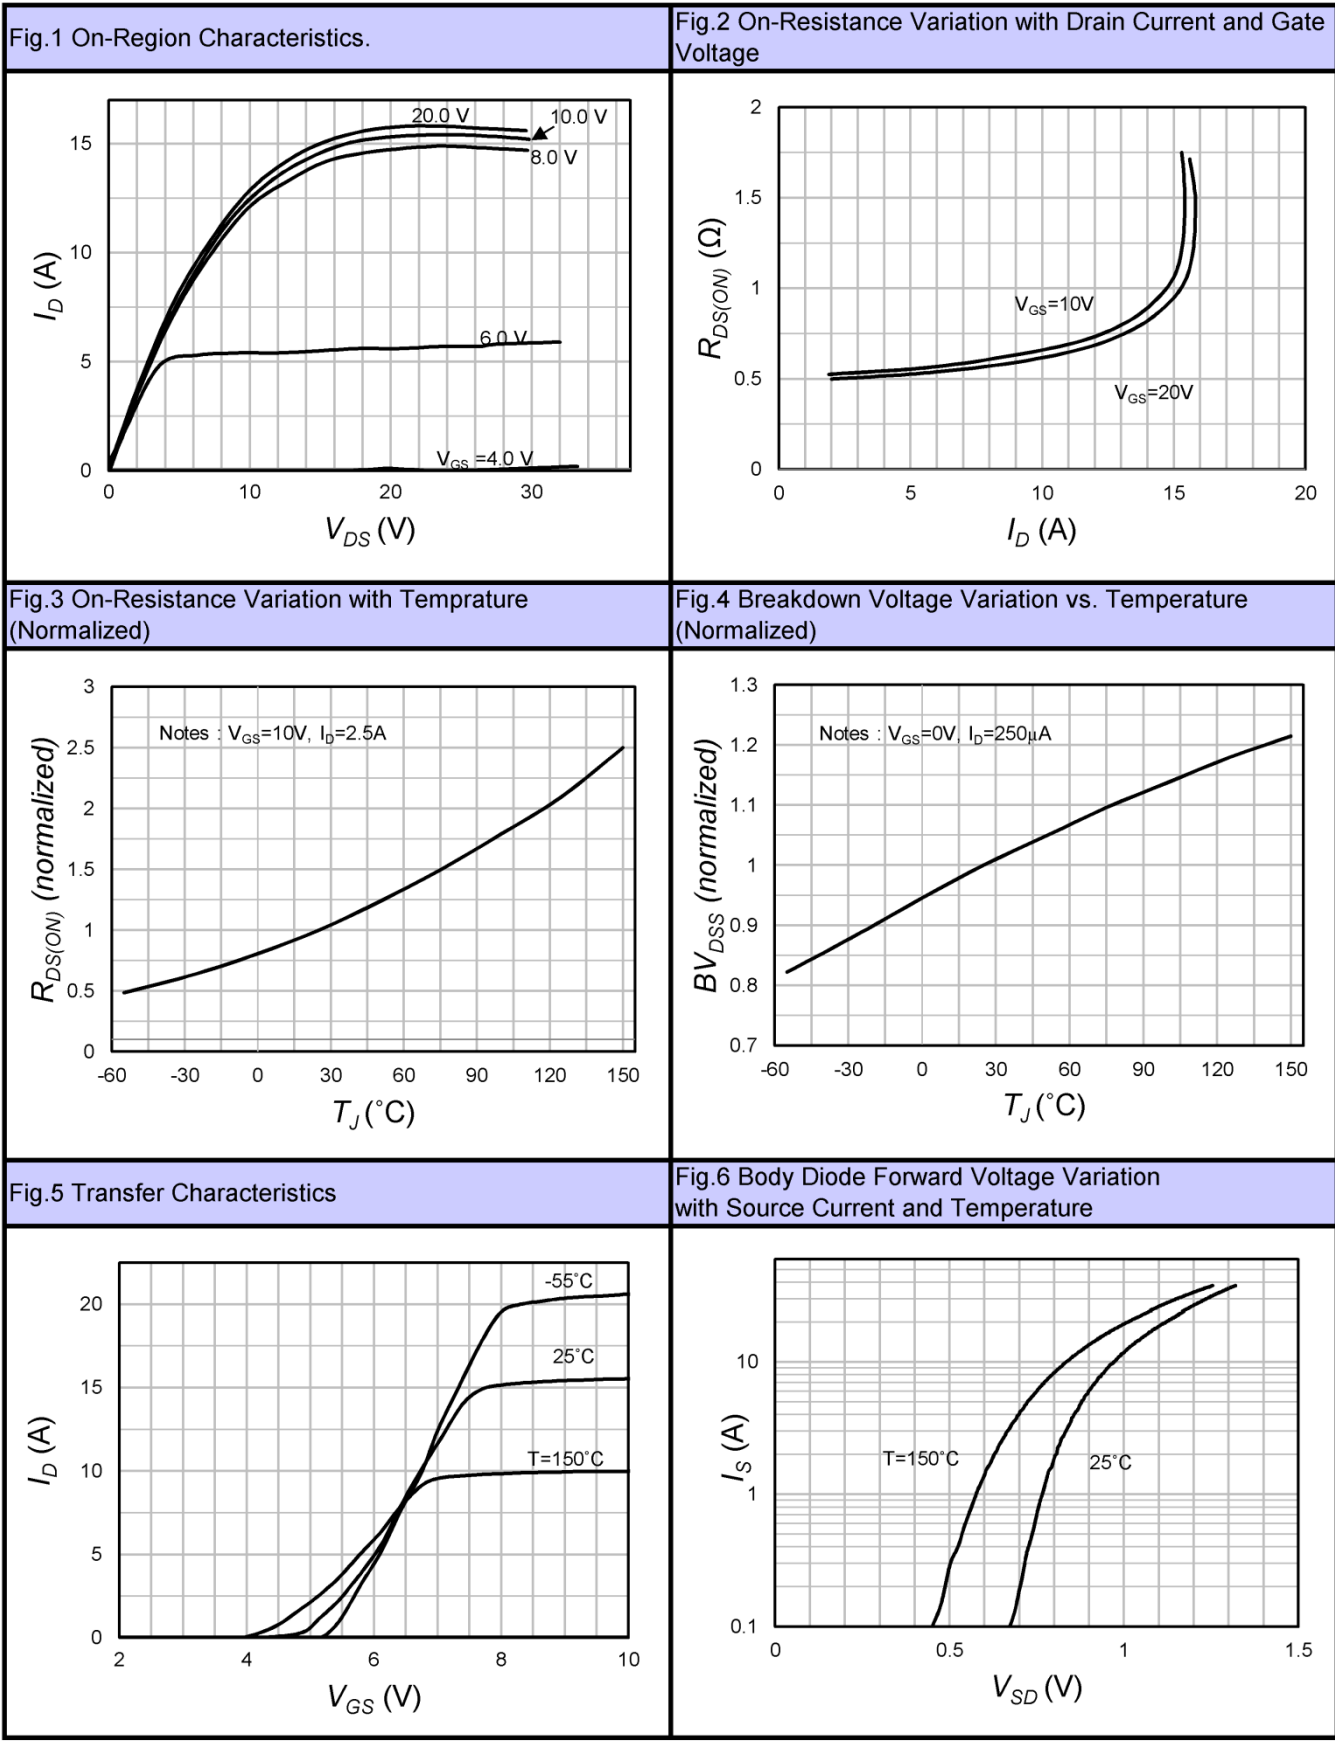 Fig.1 On-Region Characteristics.
20.0 V
10.0 V
8.0 V
6.0 V
VGS =4.0 V
15
10
5
0
0 10 20 30
ID (A)
VDS (V)
Fig.2 On-Resistance Variation with Drain Current and Gate
Voltage
2
1.5
1
0.5
0
0 5 10 15 20
VGS=10V
VGS=20V
RDS(ON) (Ω)
ID (A)
Fig.3 On-Resistance Variation with Temprature
(Normalized)
Notes : VGS=10V, ID=2.5A
3
2.5
2
1.5
1
0.5
0
-60 -30 0 30 60 90 120 150
RDS(ON) (normalized)
TJ (˚C)
Fig.4 Breakdown Voltage Variation vs. Temperature
(Normalized)
Notes : VGS=0V, ID=250µA
1.3
1.2
1.1
1
0.9
0.8
0.7
-60 -30 0 30 60 90 120 150
BVDSS (normalized)
TJ (˚C)
Fig.5 Transfer Characteristics
-55˚C
25˚C
T=150˚C
20
15
10
5
0
2 4 6 8 10
ID (A)
VGS (V)
Fig.6 Body Diode Forward Voltage Variation
with Source Current and Temperature
T=150˚C
25˚C
10
1
0.1
0 0.5 1 1.5
IS (A)
VSD (V)